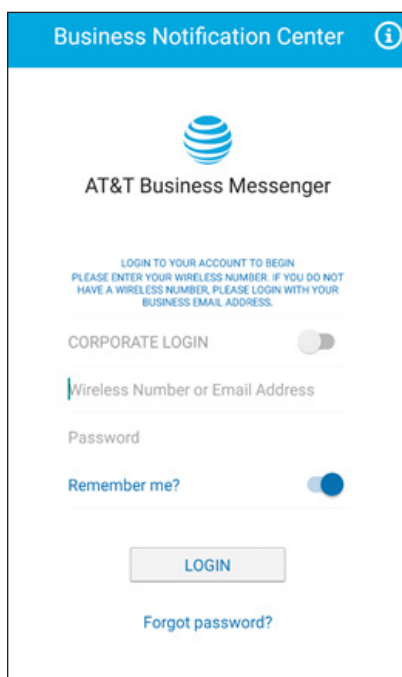 Business Notification Center
AT&T Business Messenger
LOGIN TO YOUR ACCOUNT TO BEGIN
PLEASE ENTER YOUR WIRELESS NUMBER. IF YOU DO NOT
HAVE A WIRELESS NUMBER, PLEASE LOGIN WITH YOUR
BUSINESS EMAIL ADDRESS.
CORPORATE LOGIN
Wireless Number or Email Address
Password
Remember me?
LOGIN
Forgot password?